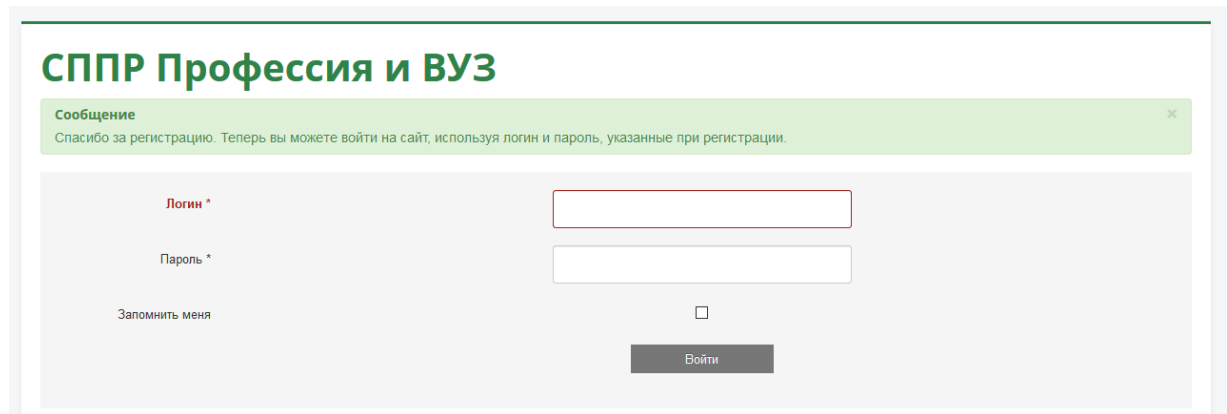 СППР Профессия и ВУЗ
Сообщение
Спасибо за регистрацию. Теперь вы можете войти на сайт, используя логин и пароль, указанные при регистрации.
Логин *
Пароль *
Запомнить меня
Войти